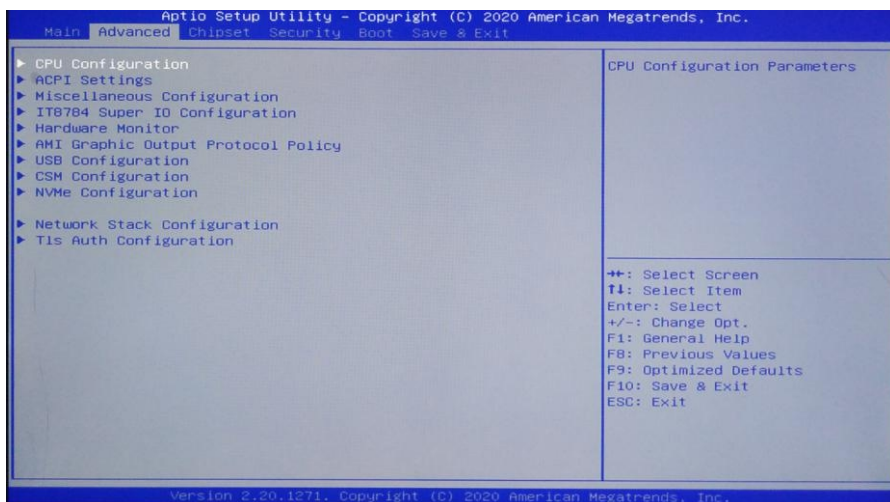 Aptio Setup Utility - Copyright (C) 2020 American Megatrends, Inc.
Main Advanced Chipset Security Boot Save & Exit
CPU Configuration
ACPI Settings
Miscellaneous Configuration
IT8784 Super IO Configuration
Hardware Monitor
AMI Graphic Output Protocol Policy
USB Configuration
CSM Configuration
NVMe Configuration
Network Stack Configuration
Tls Auth Configuration
CPU Configuration Parameters
→←: Select Screen
↑↓: Select Item
Enter: Select
+/-: Change Opt.
F1: General Help
F8: Previous Values
F9: Optimized Defaults
F10: Save & Exit
ESC: Exit
Version 2.20.1271. Copyright (C) 2020 American Megatrends, Inc.